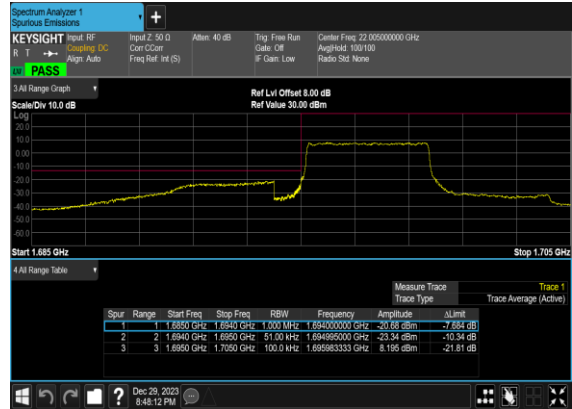 Spectrum Analyzer 1
Spurious Emissions
+
KEYSIGHT Input: RF Input Z: 50 Ω Atten: 40 dB Trig: Free Run Center Freq: 22.005000000 GHz
R T Coupling: DC Corr CCorr Gate: Off Avg|Hold: 100/100
Align: Auto Freq Ref: Int (S) IF Gain: Low Radio Std: None
PASS
3 All Range Graph
Ref Lvl Offset 8.00 dB
Scale/Div 10.0 dB Ref Value 30.00 dBm
Log
20.0
10.0
0.00
-10.0
-20.0
-30.0
-40.0
-50.0
-60.0
Start 1.685 GHz Stop 1.705 GHz
4 All Range Table
Measure Trace Trace 1
Trace Type Trace Average (Active)
Spur Range Start Freq Stop Freq RBW Frequency Amplitude ΔLimit
1 1 1.6850 GHz 1.6940 GHz 1.000 MHz 1.694000000 GHz -20.68 dBm -7.684 dB
2 2 1.6940 GHz 1.6950 GHz 51.00 kHz 1.694995000 GHz -23.34 dBm -10.34 dB
3 3 1.6950 GHz 1.7050 GHz 100.0 kHz 1.695983333 GHz 8.195 dBm -21.81 dB
? Dec 29, 2023
8:48:12 PM